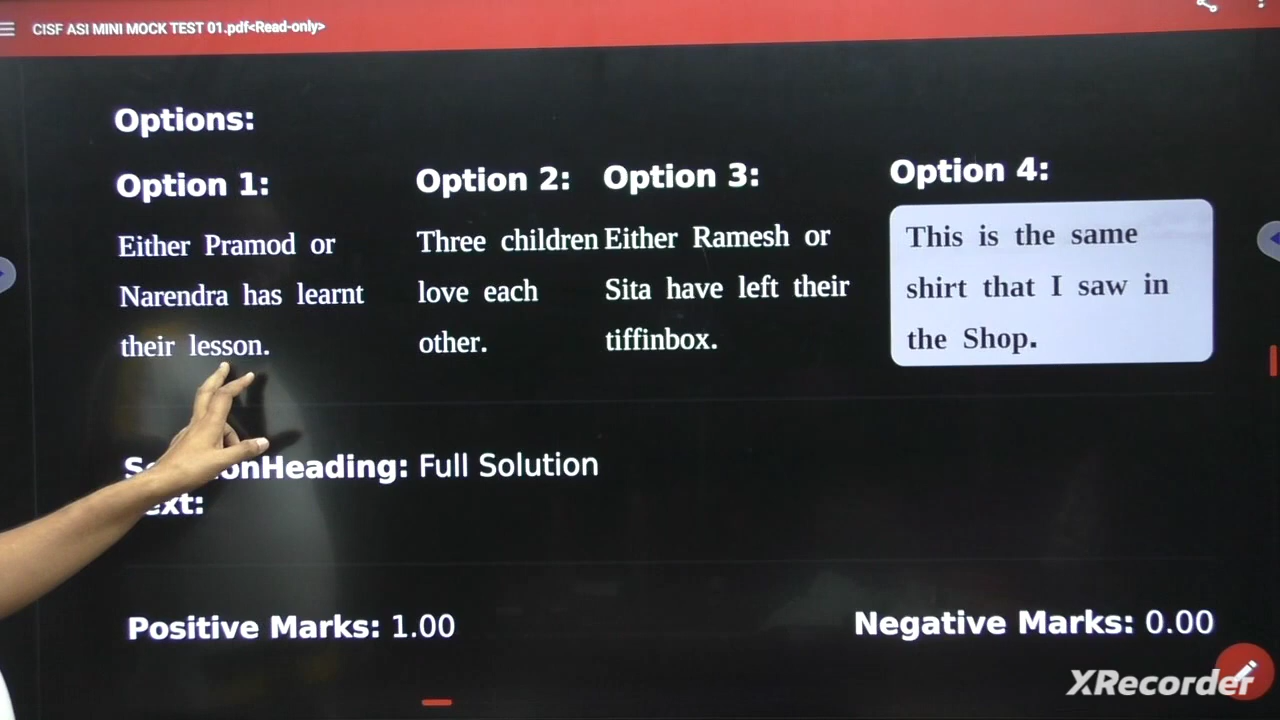 CISF ASI MINI MOCK TEST 01.pdf<Read-only>
Options:
Option 1:
Either Pramod or
Narendra has learnt
their lesson.
Option 2:
Three children
love each
other.
Option 3:
Either Ramesh or
Sita have left their
tiffinbox.
Option 4:
This is the same
shirt that I saw in
the Shop.
Full Solution
Positive Marks: 1.00
Negative Marks: 0.00
XRecorder